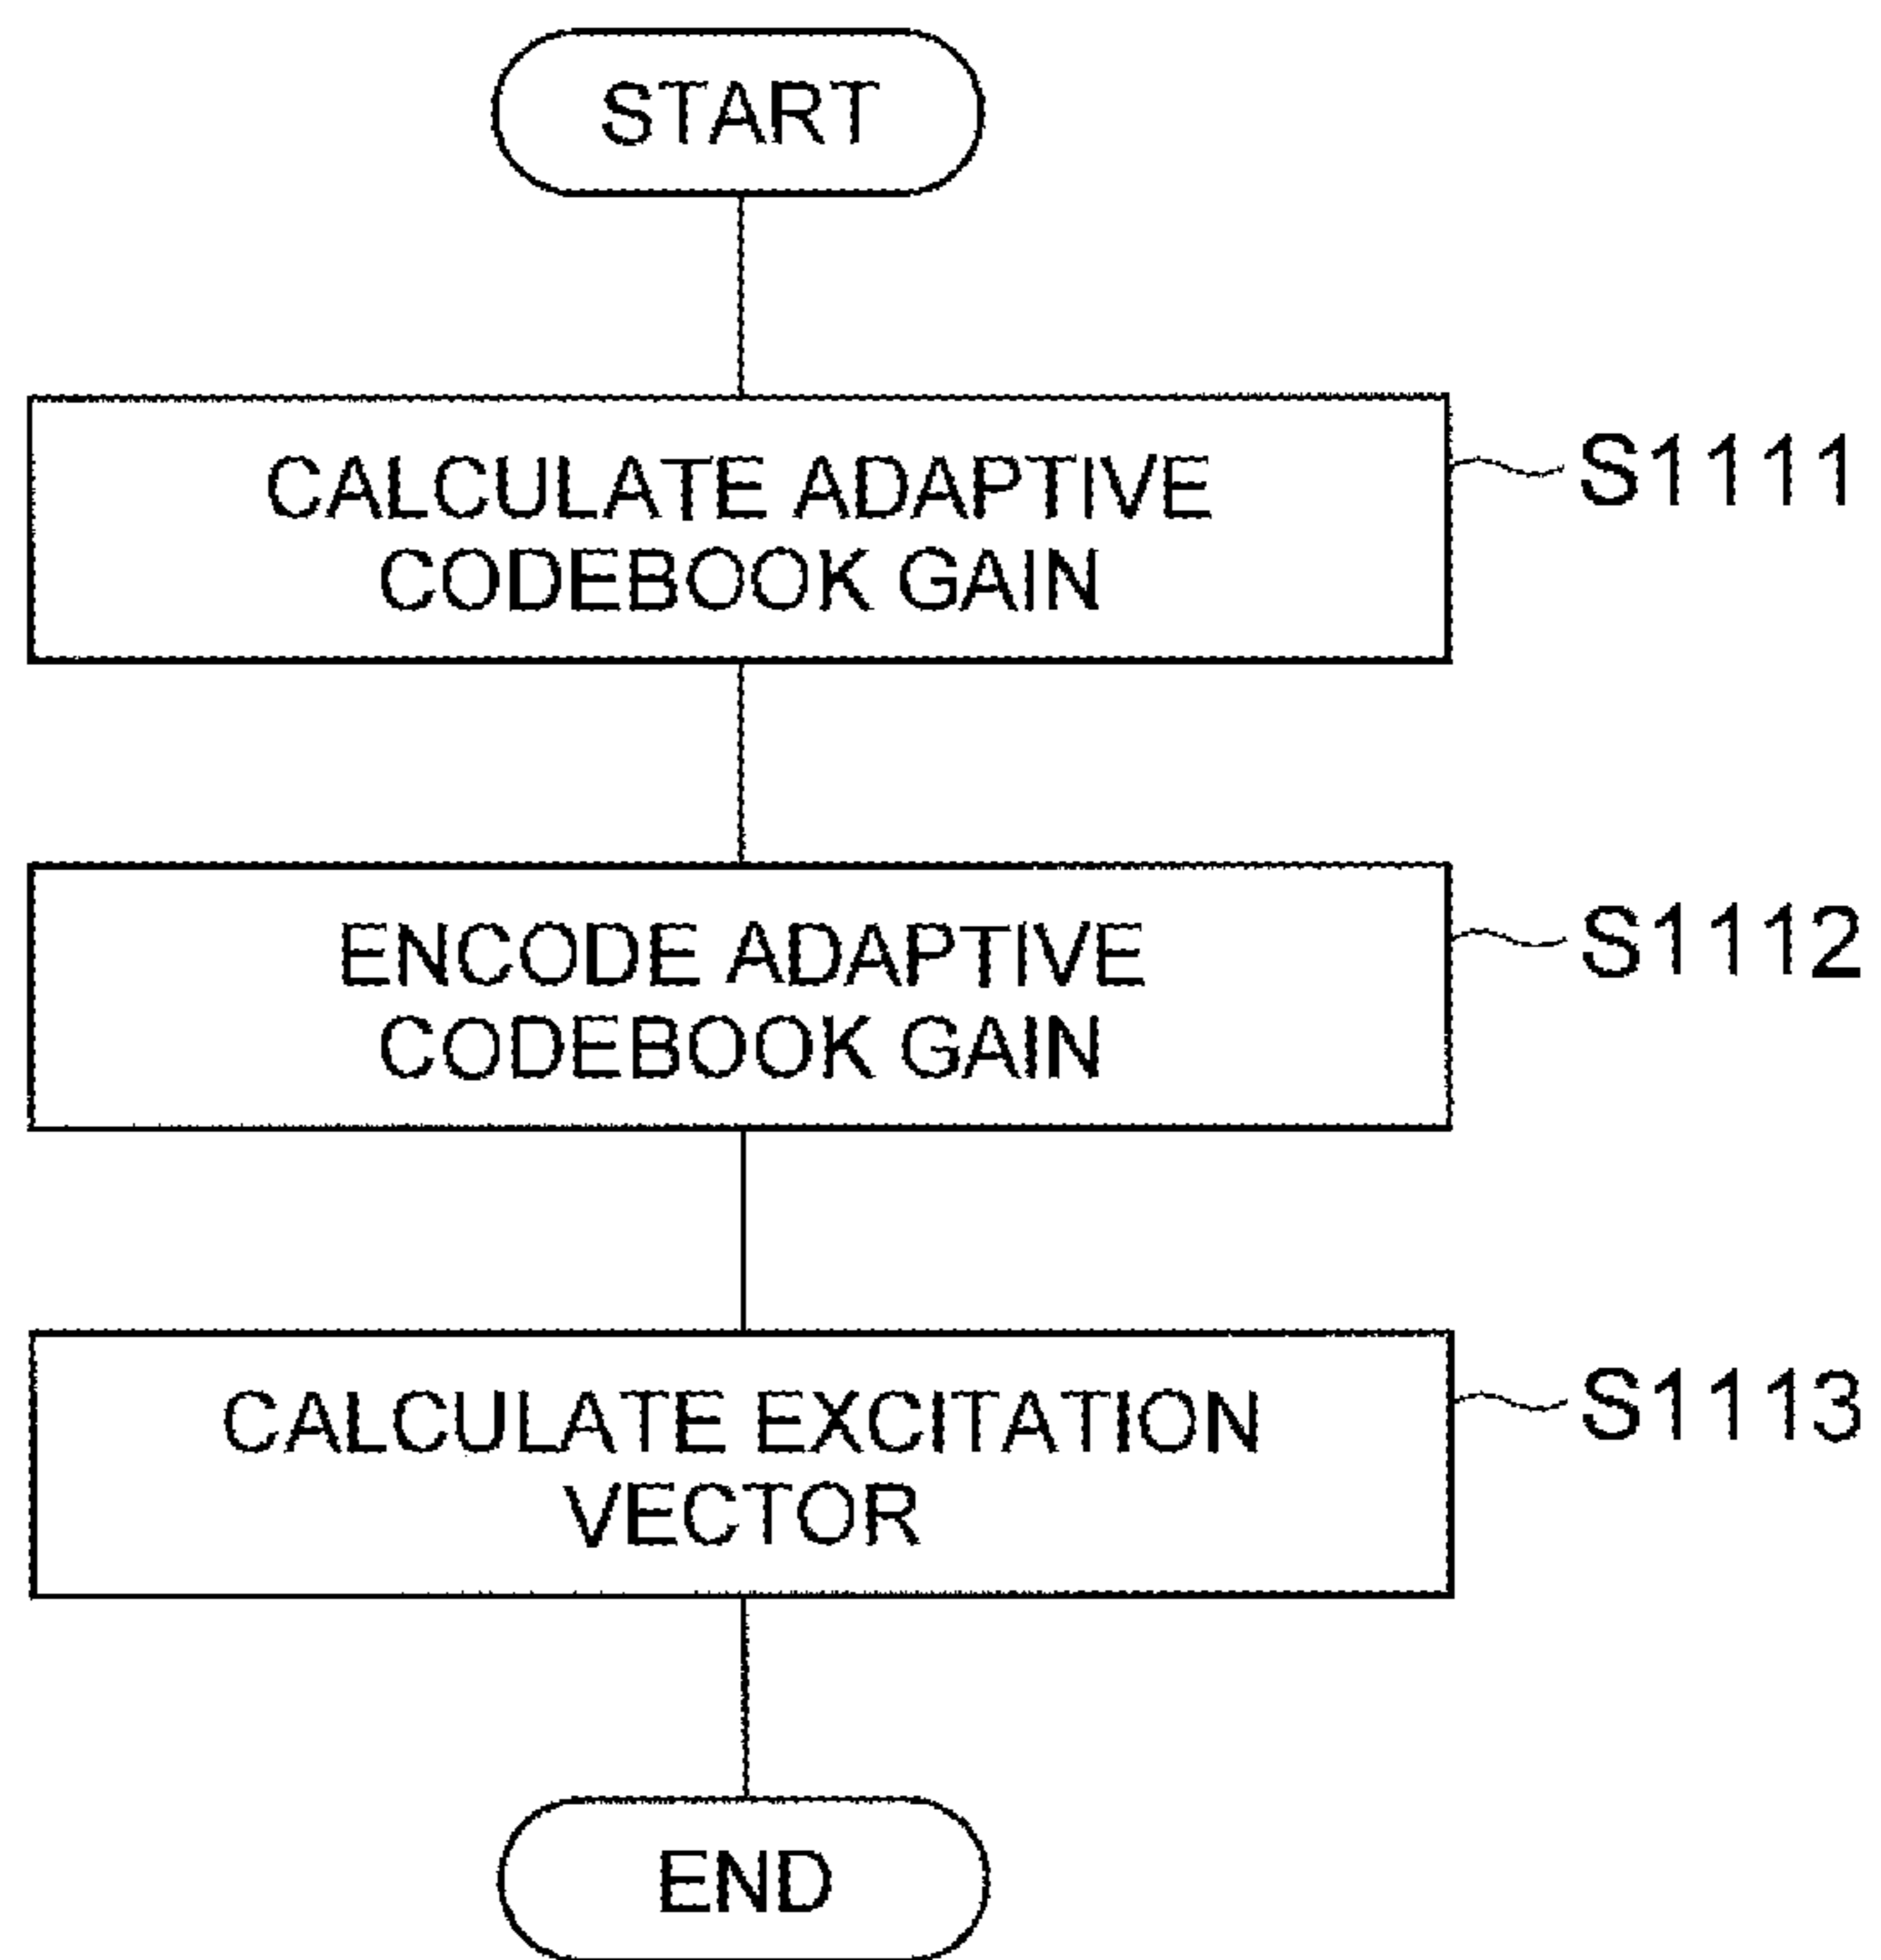 START
CALCULATE ADAPTIVE
CODEBOOK GAIN
S1111
ENCODE ADAPTIVE
CODEBOOK GAIN
S1112
CALCULATE EXCITATION
VECTOR
S1113
END